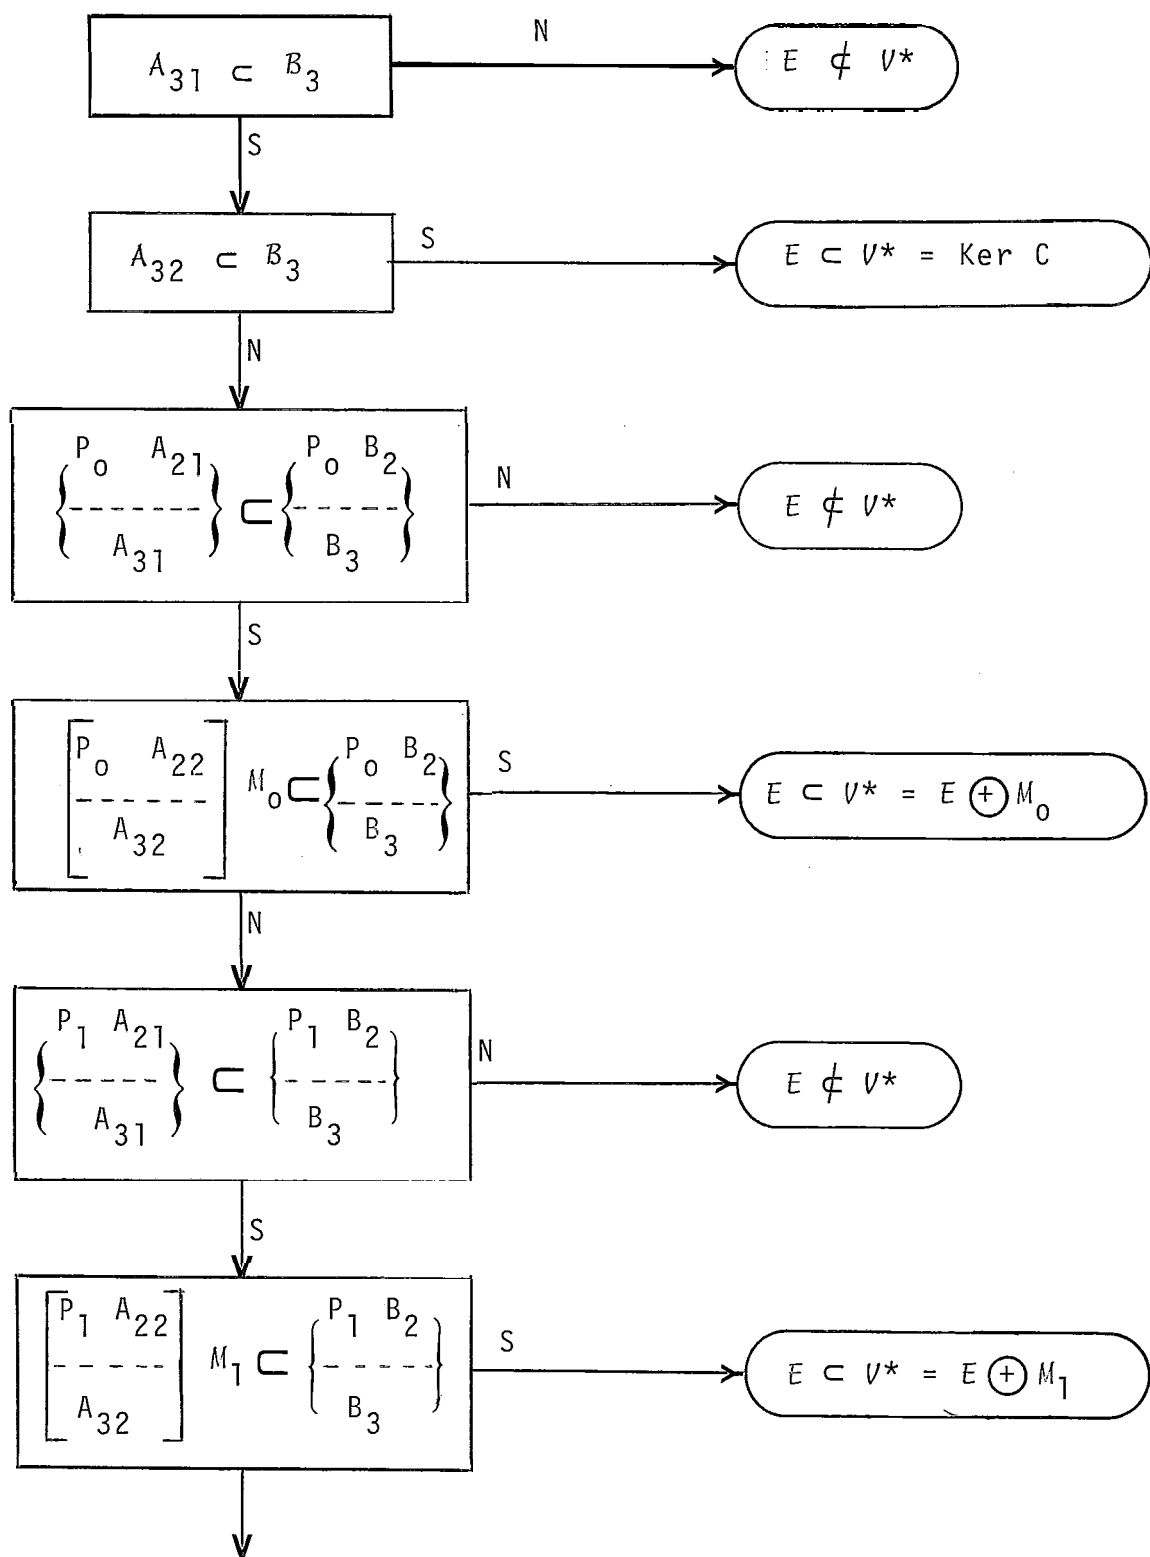 A31 ⊂ B3
N
E ⊄ V*
S
A32 ⊂ B3
S
E ⊂ V* = Ker C
N
{P0 A21 / A31} ⊂ {P0 B2 / B3}
N
E ⊄ V*
S
[P0 A22 / A32] M0 ⊂ {P0 B2 / B3}
S
E ⊂ V* = E ⊕ M0
N
{P1 A21 / A31} ⊂ {P1 B2 / B3}
N
E ⊄ V*
S
[P1 A22 / A32] M1 ⊂ {P1 B2 / B3}
S
E ⊂ V* = E ⊕ M1